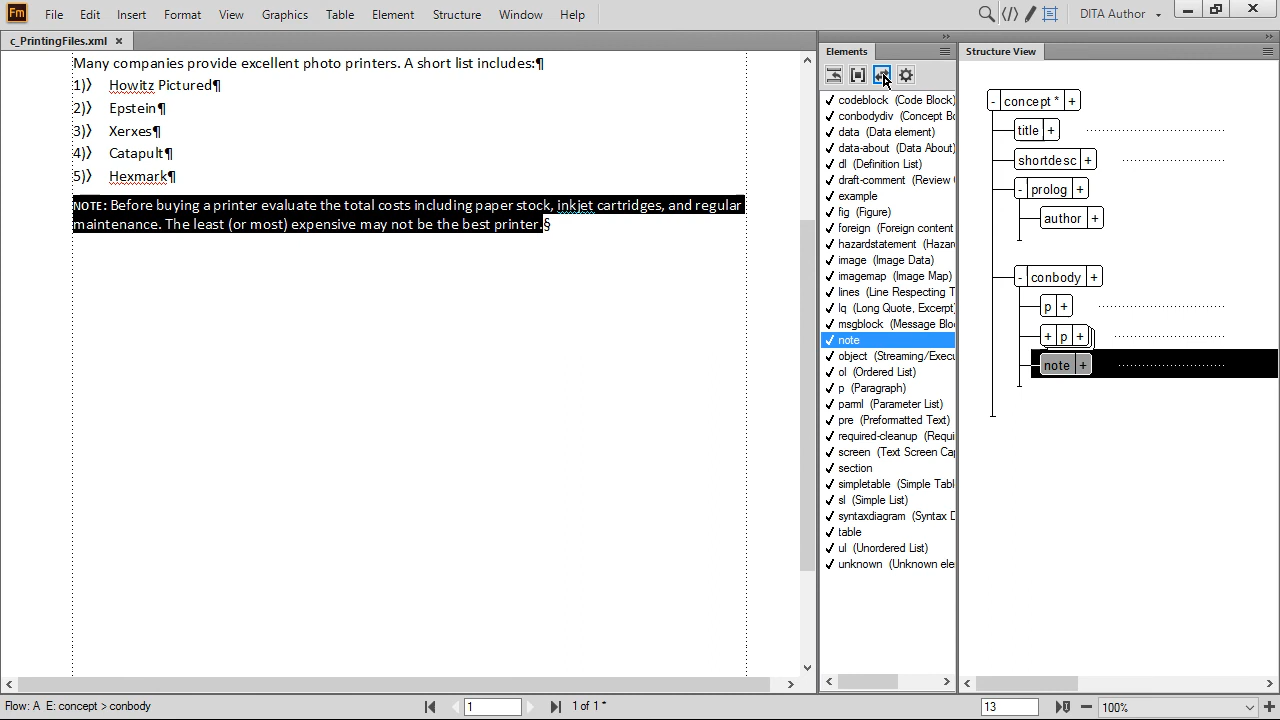 Fm File Edit Insert Format View Graphics Table Element Structure Window Help DITA Author
c_PrintingFiles.xml
Many companies provide excellent photo printers. A short list includes:¶
1)〉 Howitz Pictured¶
2)〉 Epstein¶
3)〉 Xerxes¶
4)〉 Catapult¶
5)〉 Hexmark¶
NOTE: Before buying a printer evaluate the total costs including paper stock, inkjet cartridges, and regular
maintenance. The least (or most) expensive may not be the best printer.§
Elements
codeblock (Code Block)
conbodydiv (Concept Bo
data (Data element)
data-about (Data About)
dl (Definition List)
draft-comment (Review C
example
fig (Figure)
foreign (Foreign content
hazardstatement (Hazar
image (Image Data)
imagemap (Image Map)
lines (Line Respecting T
lq (Long Quote, Excerpt)
msgblock (Message Bloc
note
object (Streaming/Execu
ol (Ordered List)
p (Paragraph)
parml (Parameter List)
pre (Preformatted Text)
required-cleanup (Requi
screen (Text Screen Cap
section
simpletable (Simple Tabl
sl (Simple List)
syntaxdiagram (Syntax D
table
ul (Unordered List)
unknown (Unknown ele
Structure View
- concept * +
title +
shortdesc +
- prolog +
author +
- conbody +
p +
+ p +
note +
Flow: A E: concept > conbody 1 1 of 1 * 13 100%